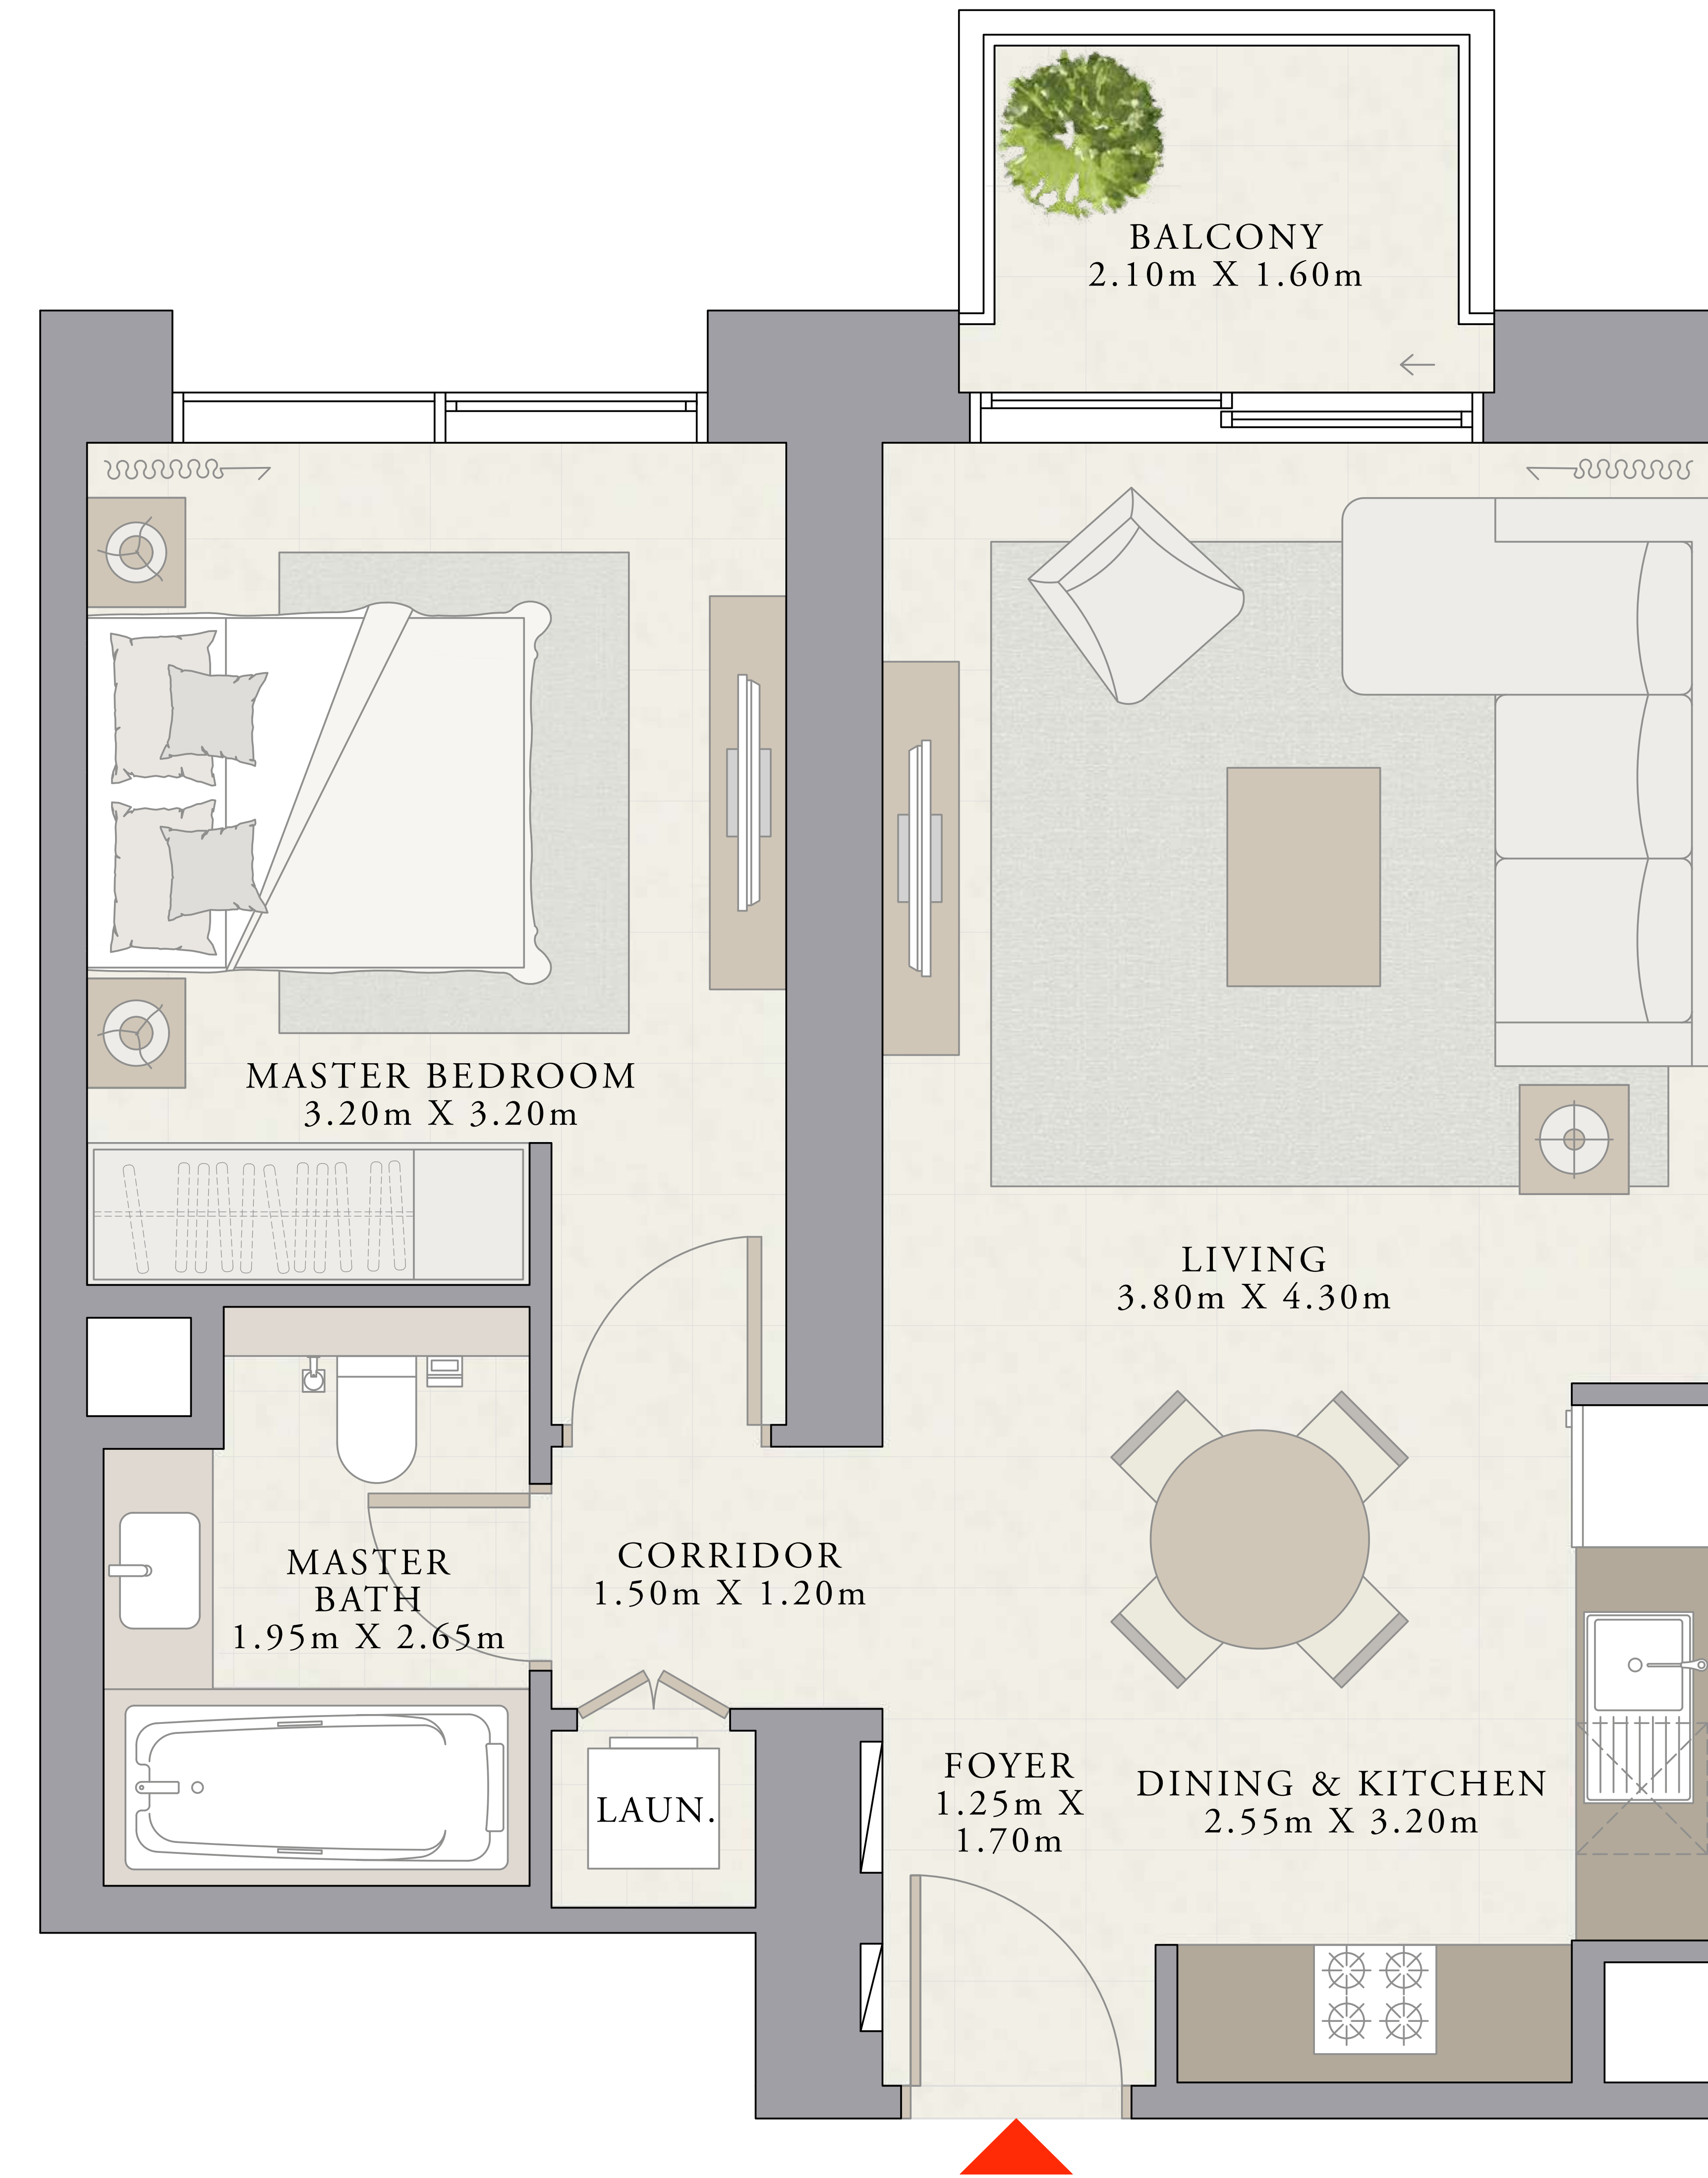 BALCONY
2.10m X 1.60m
MASTER BEDROOM
3.20m X 3.20m
LIVING
3.80m X 4.30m
MASTER
BATH
1.95m X 2.65m
CORRIDOR
1.50m X 1.20m
LAUN.
FOYER
1.25m X
1.70m
DINING & KITCHEN
2.55m X 3.20m